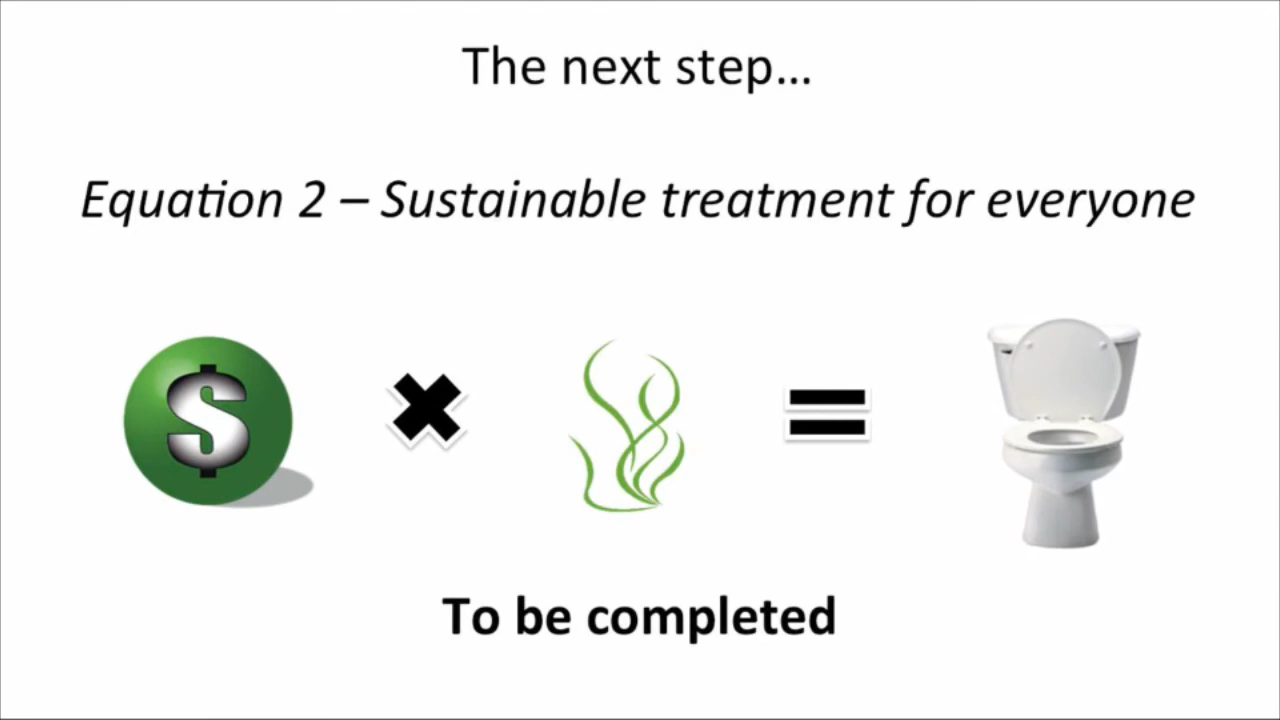 The next step...
Equation 2 – Sustainable treatment for everyone
$ × =
To be completed